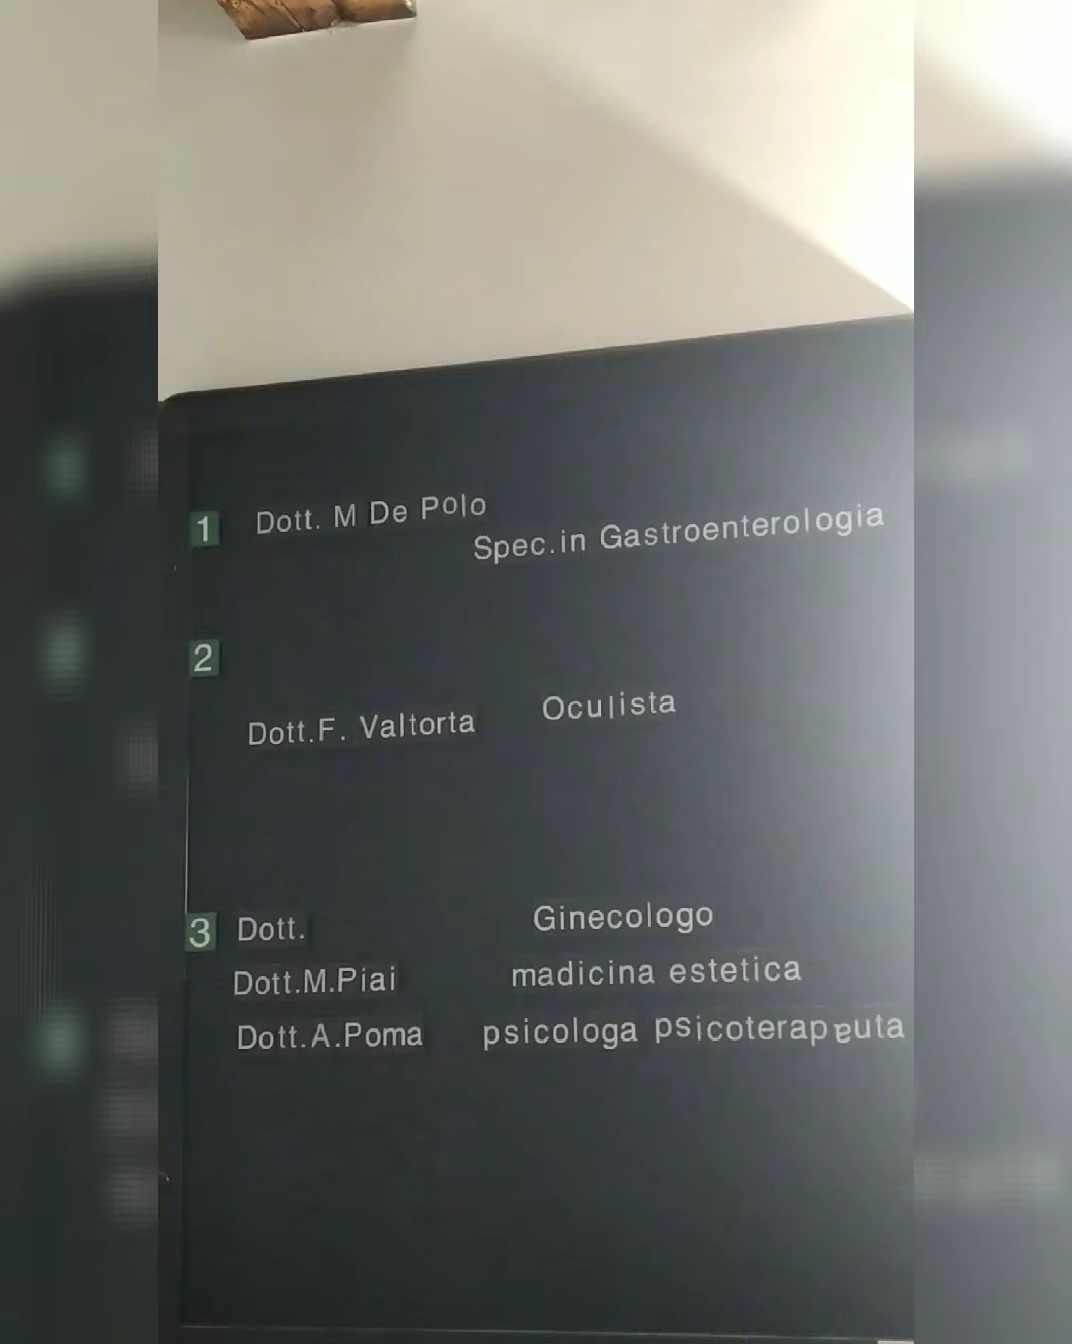 1 Dott. M De Polo
Spec.in Gastroenterologia
2
Dott.F. Valtorta Oculista
3 Dott. Ginecologo
Dott.M.Piai madicina estetica
Dott.A.Poma psicologa psicoterapeuta